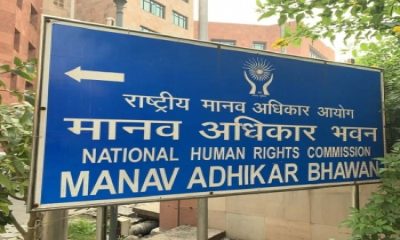 राष्ट्रीय मानव अधिकार आयोग
मानव अधिकार भवन
NATIONAL HUMAN RIGHTS COMMISSION
MANAV ADHIKAR BHAWAN